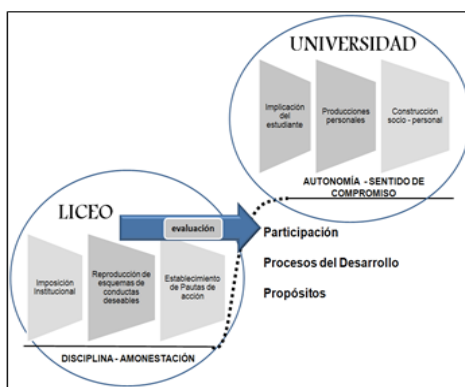 UNIVERSIDAD
Implicación
del
estudiante
Producciones
personales
Construcción
socio - personal
AUTONOMÍA - SENTIDO DE
COMPROMISO
LICEO
evaluación
Participación
Procesos del Desarrollo
Propósitos
Imposición
Institucional
Reproducción de
esquemas de
conductas
deseables
Establecimiento
de Pautas de
acción
DISCIPLINA - AMONESTACIÓN